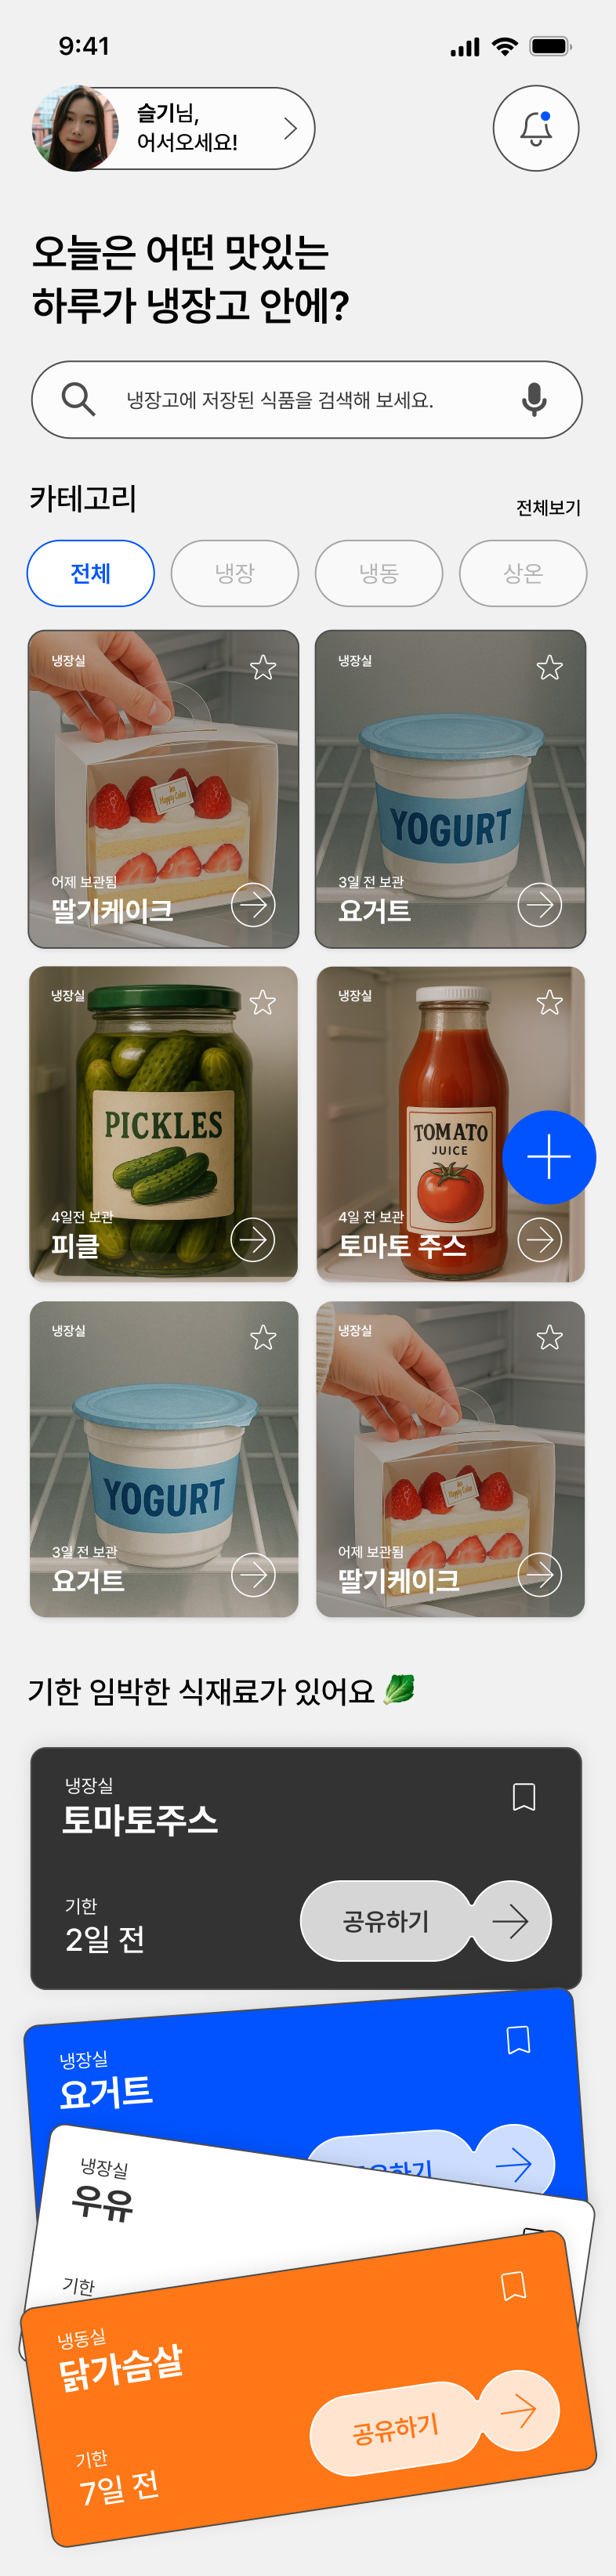 9:41
슬기님,
어서오세요!
오늘은 어떤 맛있는
하루가 냉장고 안에?
냉장고에 저장된 식품을 검색해 보세요.
카테고리
전체보기
전체
냉장
냉동
상온
냉장실
어제 보관됨
딸기케이크
냉장실
YOGURT
3일 전 보관
요거트
냉장실
PICKLES
4일전 보관
피클
냉장실
TOMATO
JUICE
4일 전 보관
토마토 주스
냉장실
YOGURT
3일 전 보관
요거트
냉장실
어제 보관됨
딸기케이크
기한 임박한 식재료가 있어요 🥬
냉장실
토마토주스
기한
2일 전
공유하기
냉장실
요거트
냉장실
우유
기한
냉동실
닭가슴살
기한
7일 전
공유하기